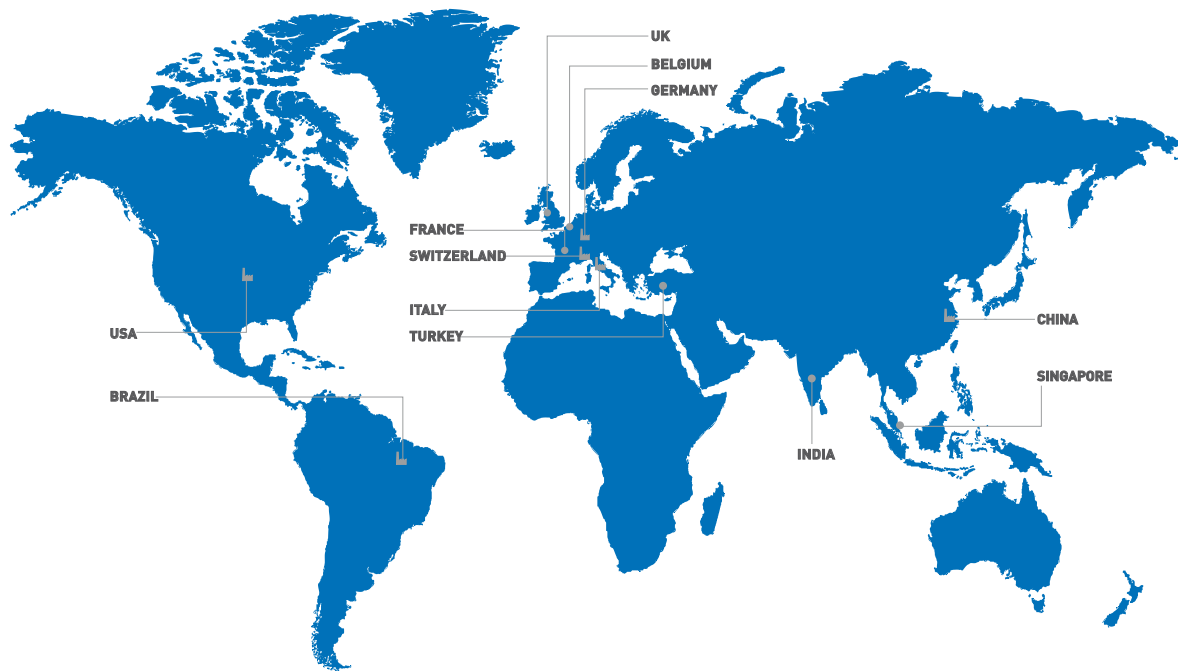 UK
BELGIUM
GERMANY
FRANCE
SWITZERLAND
ITALY
TURKEY
USA
BRAZIL
CHINA
SINGAPORE
INDIA